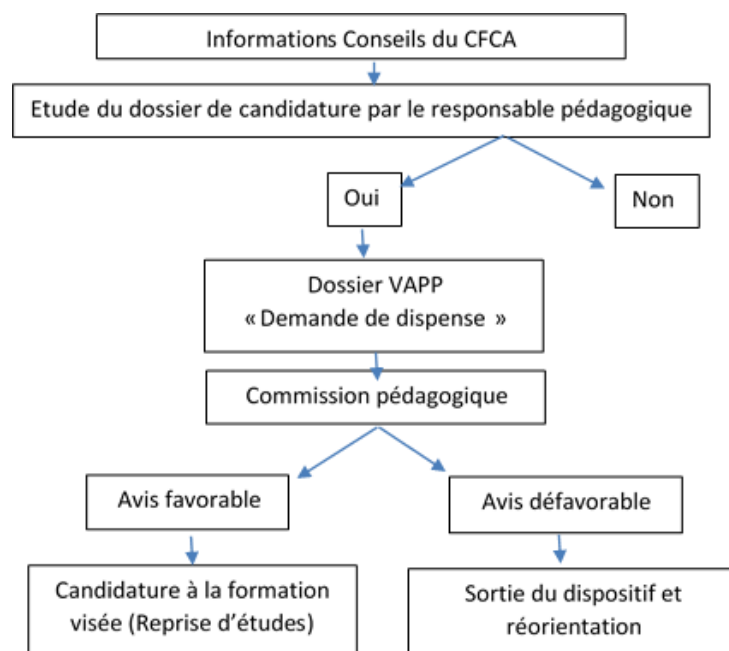 Informations Conseils du CFCA
Etude du dossier de candidature par le responsable pédagogique
Oui
Non
Dossier VAPP
« Demande de dispense »
Commission pédagogique
Avis favorable
Avis défavorable
Candidature à la formation
visée (Reprise d’études)
Sortie du dispositif et
réorientation